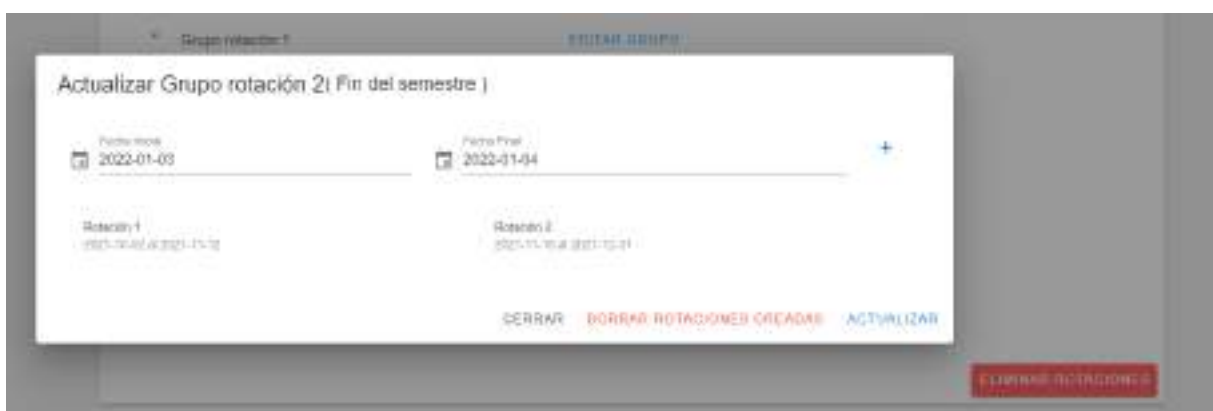 Grupo rotación 1 EDITAR GRUPO
Actualizar Grupo rotación 2( Fin del semestre )
Fecha Inicial Fecha Final
2022-01-03 2022-01-04 +
Rotación 1 Rotación 2
CERRAR BORRAR ROTACIONES CREADAS ACTUALIZAR
ELIMINAR ROTACIONES